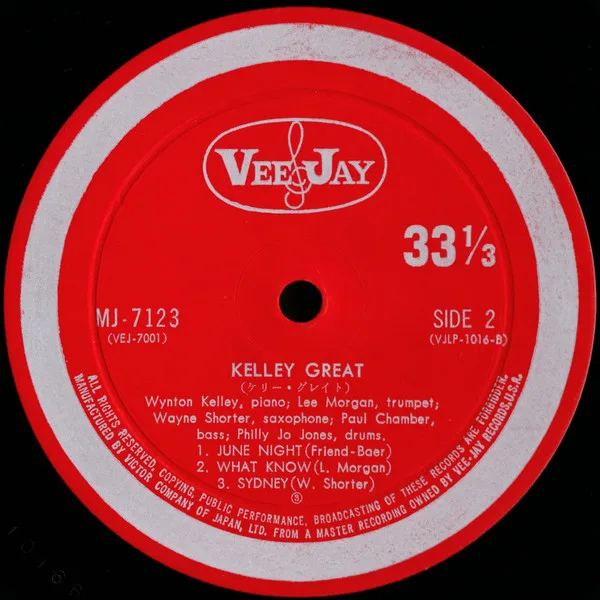 VEE JAY
33⅓
MJ-7123
(VEJ-7001)
SIDE 2
(VJLP-1016-B)
KELLEY GREAT
(ケリー・グレイト)
Wynton Kelley, piano; Lee Morgan, trumpet;
Wayne Shorter, saxophone; Paul Chamber,
bass; Philly Jo Jones, drums.
1. JUNE NIGHT (Friend-Baer)
2. WHAT KNOW (L. Morgan)
3. SYDNEY (W. Shorter)
ALL RIGHTS RESERVED, COPYING, PUBLIC PERFORMANCE, BROADCASTING OF THESE RECORDS ARE FORBIDDEN.
MANUFACTURED BY VICTOR COMPANY OF JAPAN, LTD. FROM A MASTER RECORDING OWNED BY VEE-JAY RECORDS, U.S.A.